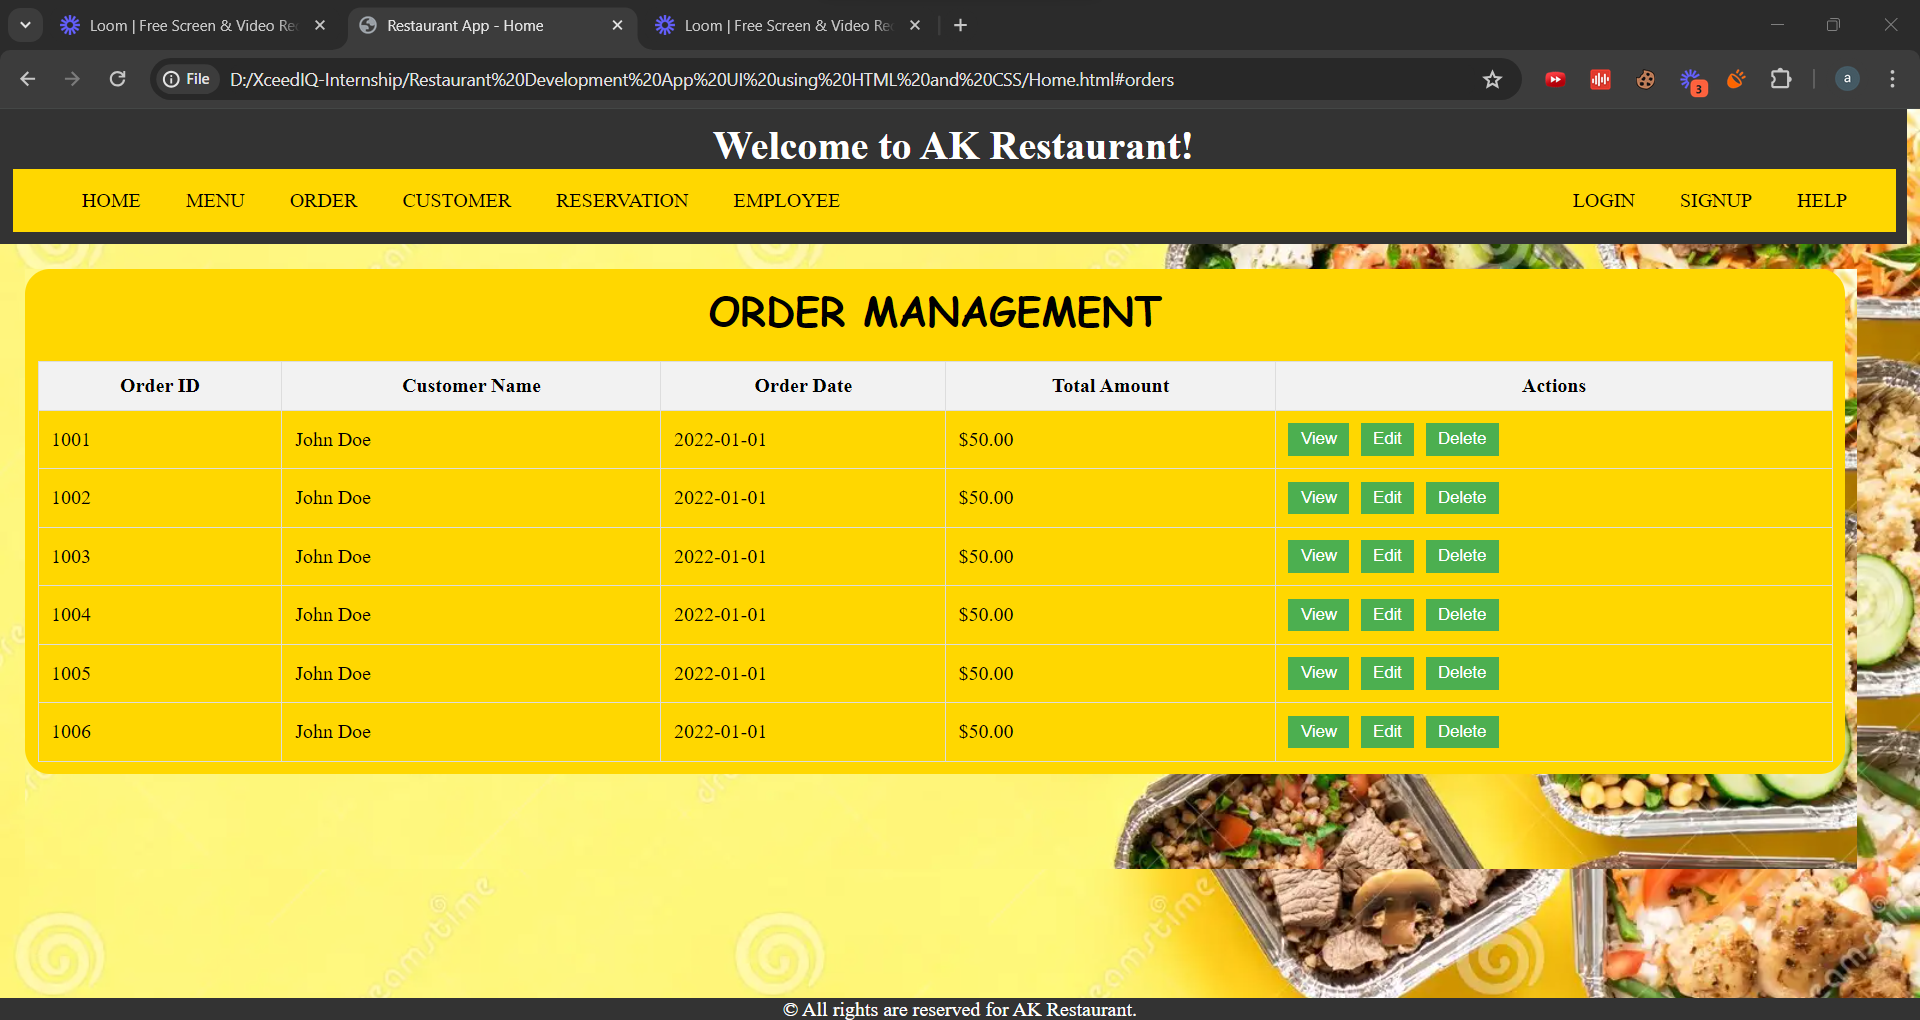 Loom | Free Screen & Video Re
Restaurant App - Home
Loom | Free Screen & Video Re
File
D:/XceedIQ-Internship/Restaurant%20Development%20App%20UI%20using%20HTML%20and%20CSS/Home.html#orders
3
a
Welcome to AK Restaurant!
HOME MENU ORDER CUSTOMER RESERVATION EMPLOYEE LOGIN SIGNUP HELP
ORDER MANAGEMENT
Order ID Customer Name Order Date Total Amount Actions
1001 John Doe 2022-01-01 $50.00 View Edit Delete
1002 John Doe 2022-01-01 $50.00 View Edit Delete
1003 John Doe 2022-01-01 $50.00 View Edit Delete
1004 John Doe 2022-01-01 $50.00 View Edit Delete
1005 John Doe 2022-01-01 $50.00 View Edit Delete
1006 John Doe 2022-01-01 $50.00 View Edit Delete
eamstime
eamstime
eamstime
© All rights are reserved for AK Restaurant.